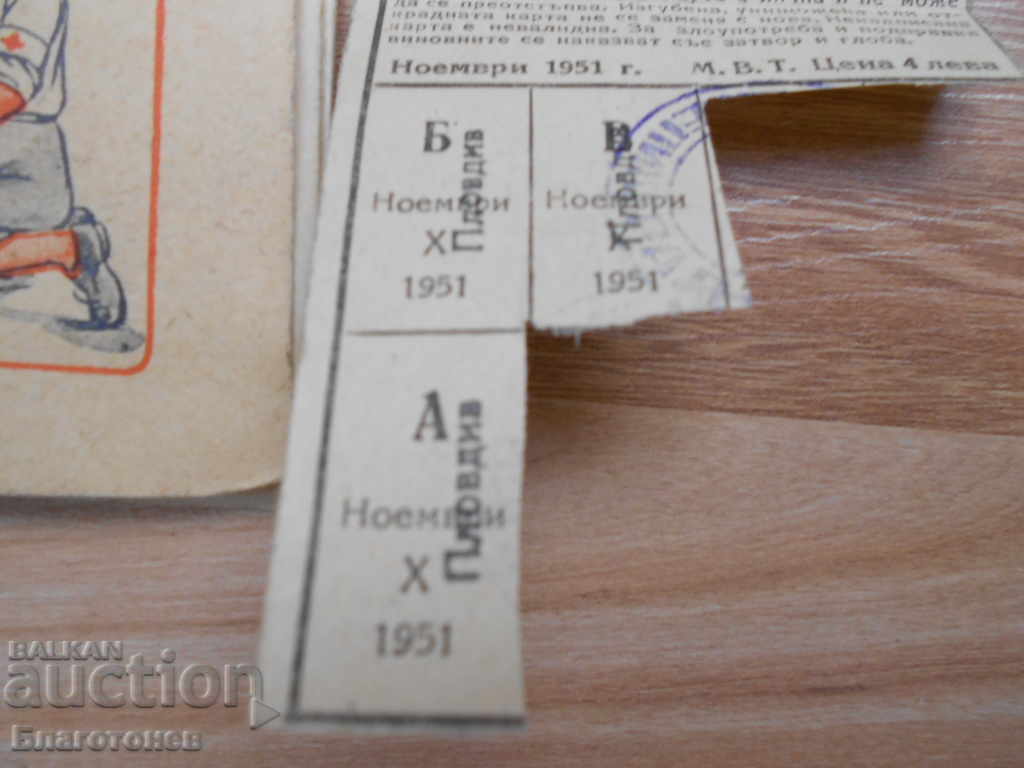 да се преотстъпва. Изгубена, унищожена или от-
крадната карта не се заменя с нова. Неподписана
карта е невалидна. За злоупотреба и подправка
виновните се наказват със затвор и глоба.
Ноември 1951 г. М. В. Т. Цена 4 лева
Б
Пловдив
Ноември
X
1951
В
Пловдив
Ноември
X
1951
А
Пловдив
Ноември
X
1951
BALKAN
auction
Благотонев